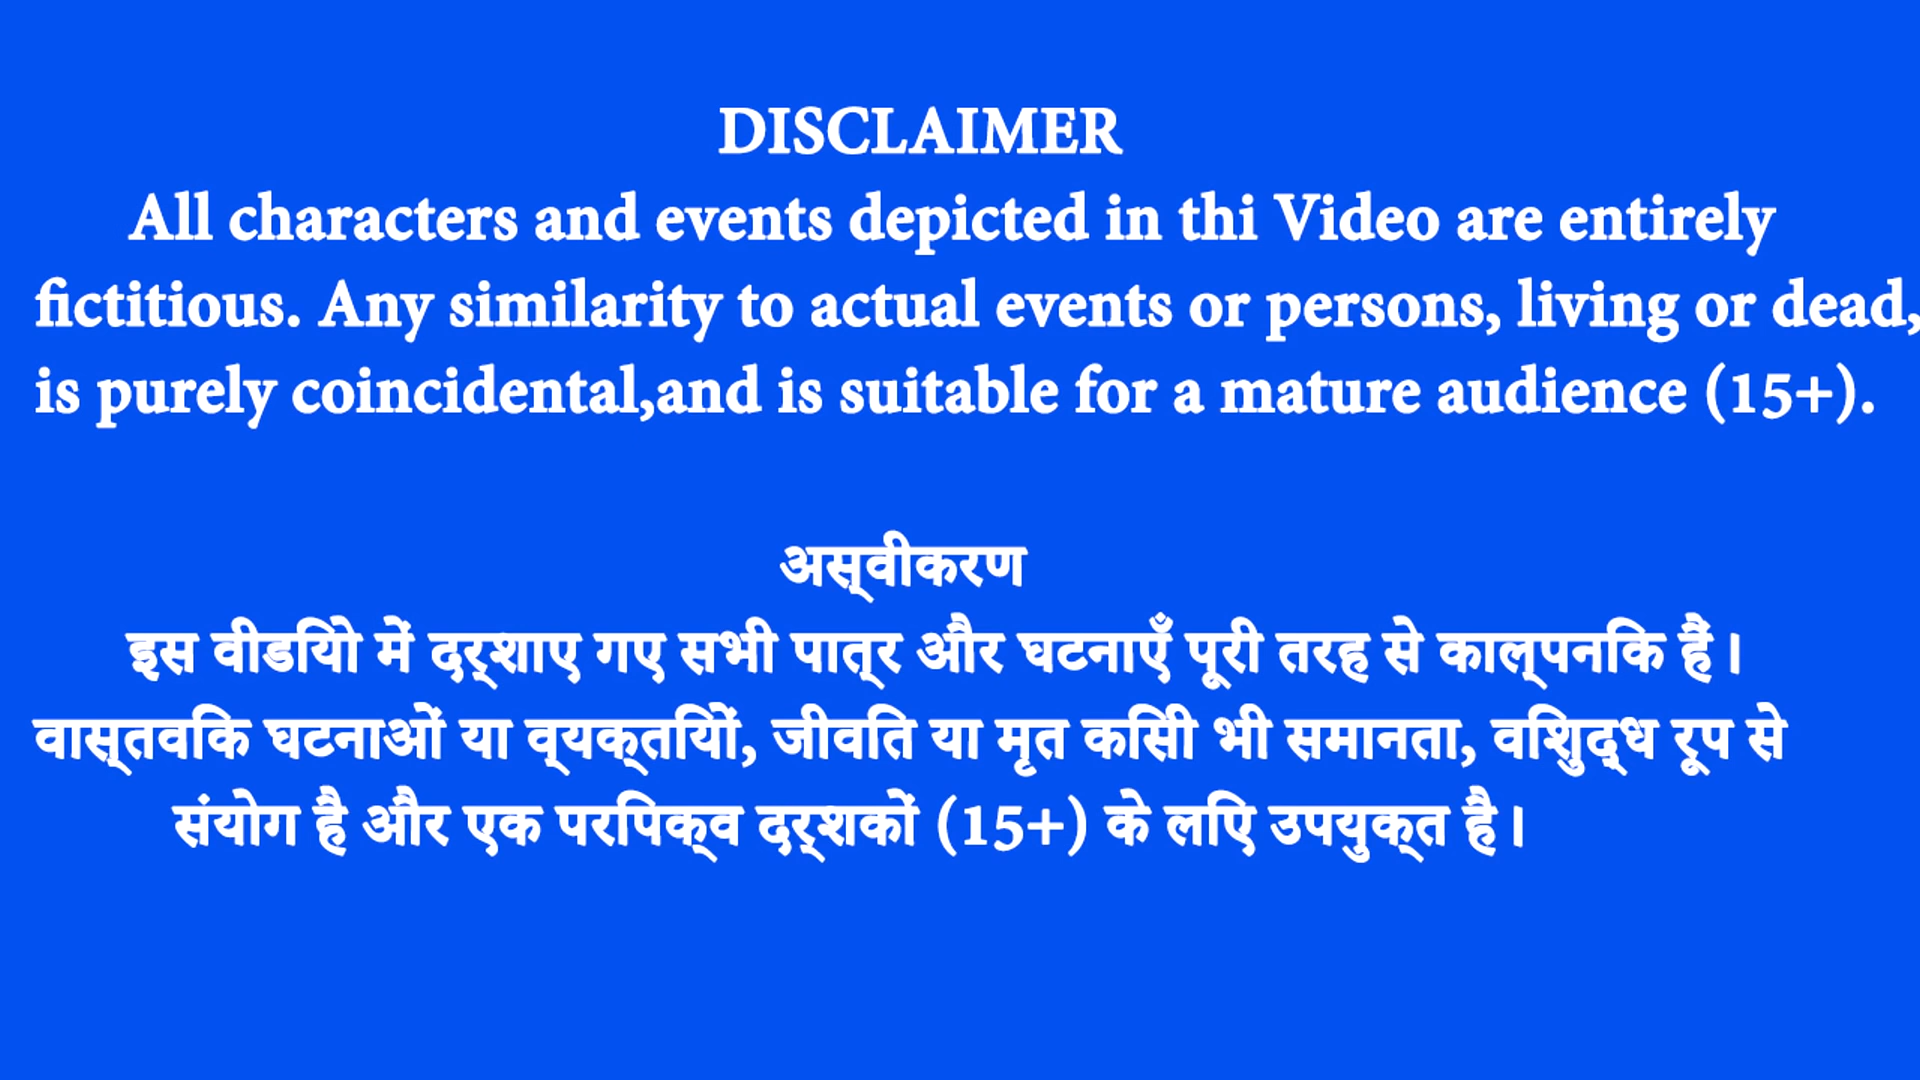 DISCLAIMER
All characters and events depicted in thi Video are entirely
fictitious. Any similarity to actual events or persons, living or dead,
is purely coincidental,and is suitable for a mature audience (15+).
अस्वीकरण
इस वीडियो में दर्शाए गए सभी पात्र और घटनाएँ पूरी तरह से काल्पनिक हैं।
वास्तविक घटनाओं या व्यक्तियों, जीवित या मृत किसी भी समानता, विशुद्ध रूप से
संयोग है और एक परिपक्व दर्शकों (15+) के लिए उपयुक्त है।